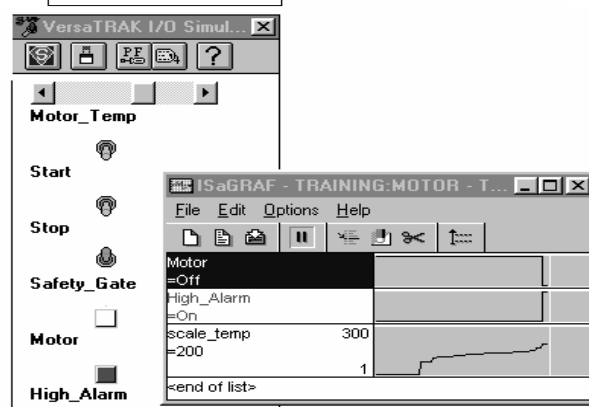 VersaTRAK I/O Simul...
Motor_Temp
Start
Stop
Safety_Gate
Motor
High_Alarm
ISaGRAF - TRAINING:MOTOR - T...
File Edit Options Help
Motor
=Off
High_Alarm
=On
scale_temp 300
=200
1
<end of list>